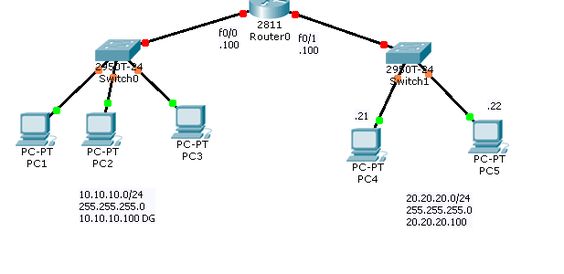 2811
Router0
f0/0
.100
f0/1
.100
2950T-24
Switch0
2950T-24
Switch1
PC-PT
PC1
PC-PT
PC2
PC-PT
PC3
.21
.22
PC-PT
PC4
PC-PT
PC5
10.10.10.0/24
255.255.255.0
10.10.10.100 DG
20.20.20.0/24
255.255.255.0
20.20.20.100